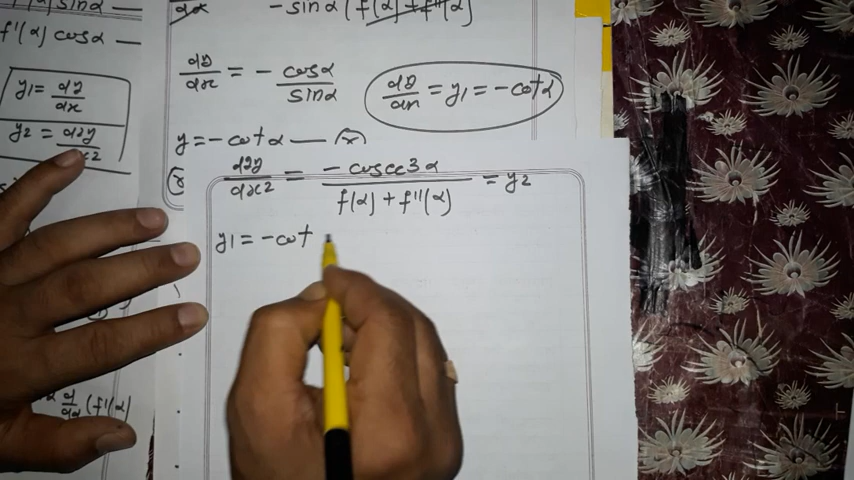 f'(α) cosα —
y1 = dy/dx
y2 = d2y/dx2
d/dα (f'(α)
- sinα (f(α) + f''(α)
dy/dx = - cosα/sinα
dy/dx = y1 = - cotα
y = - cotα —
d2y/dx2 = - cosec3α / f(α) + f''(α) = y2
y1 = - cot